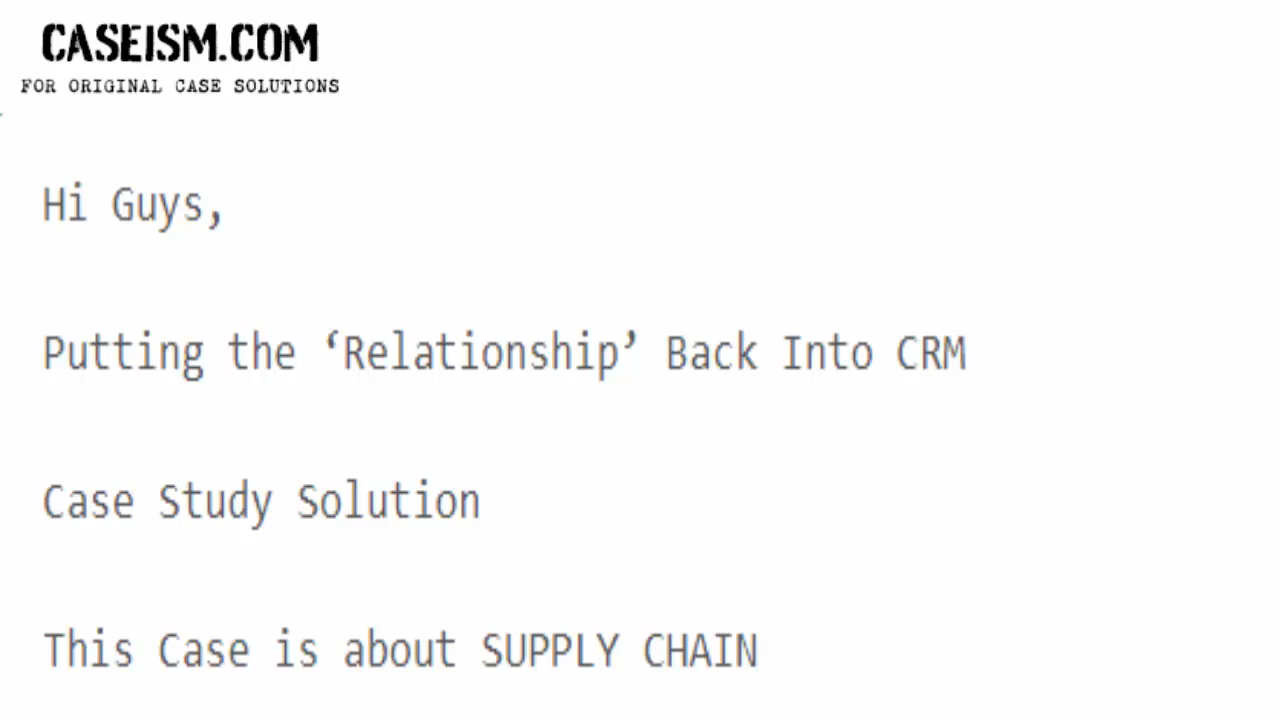 CASEISM.COM
FOR ORIGINAL CASE SOLUTIONS
Hi Guys,
Putting the ‘Relationship’ Back Into CRM
Case Study Solution
This Case is about SUPPLY CHAIN